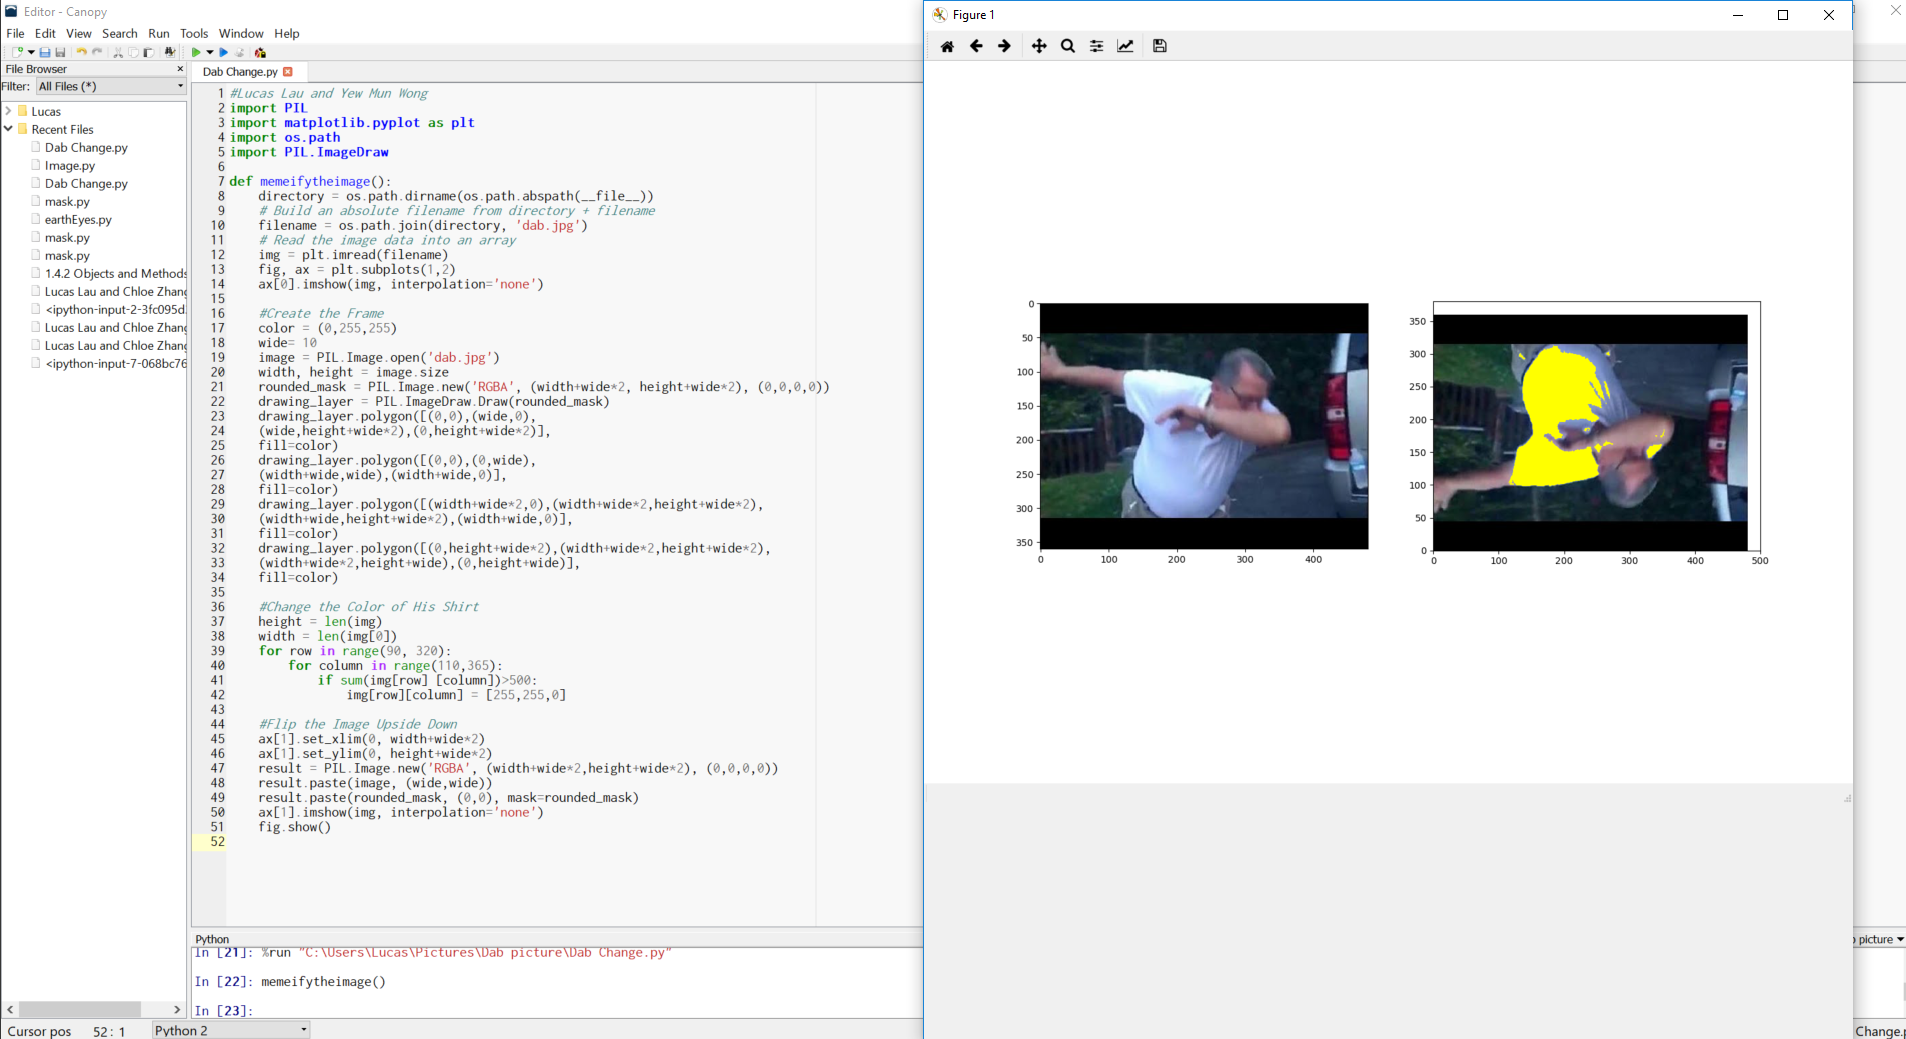 Editor - Canopy
File Edit View Search Run Tools Window Help
File Browser
Filter: All Files (*)
Lucas
Recent Files
Dab Change.py
Image.py
Dab Change.py
mask.py
earthEyes.py
mask.py
mask.py
1.4.2 Objects and Methods
Lucas Lau and Chloe Zhang
<ipython-input-2-3fc095d
Lucas Lau and Chloe Zhang
Lucas Lau and Chloe Zhang
<ipython-input-7-068bc76
Dab Change.py
1 #Lucas Lau and Yew Mun Wong
2 import PIL
3 import matplotlib.pyplot as plt
4 import os.path
5 import PIL.ImageDraw
6
7 def memeifytheimage():
8 directory = os.path.dirname(os.path.abspath(__file__))
9 # Build an absolute filename from directory + filename
10 filename = os.path.join(directory, 'dab.jpg')
11 # Read the image data into an array
12 img = plt.imread(filename)
13 fig, ax = plt.subplots(1,2)
14 ax[0].imshow(img, interpolation='none')
15
16 #Create the Frame
17 color = (0,255,255)
18 wide= 10
19 image = PIL.Image.open('dab.jpg')
20 width, height = image.size
21 rounded_mask = PIL.Image.new('RGBA', (width+wide*2, height+wide*2), (0,0,0,0))
22 drawing_layer = PIL.ImageDraw.Draw(rounded_mask)
23 drawing_layer.polygon([(0,0),(wide,0),
24 (wide,height+wide*2),(0,height+wide*2)],
25 fill=color)
26 drawing_layer.polygon([(0,0),(0,wide),
27 (width+wide,wide),(width+wide,0)],
28 fill=color)
29 drawing_layer.polygon([(width+wide*2,0),(width+wide*2,height+wide*2),
30 (width+wide,height+wide*2),(width+wide,0)],
31 fill=color)
32 drawing_layer.polygon([(0,height+wide*2),(width+wide*2,height+wide*2),
33 (width+wide*2,height+wide),(0,height+wide)],
34 fill=color)
35
36 #Change the Color of His Shirt
37 height = len(img)
38 width = len(img[0])
39 for row in range(90, 320):
40 for column in range(110,365):
41 if sum(img[row] [column])>500:
42 img[row][column] = [255,255,0]
43
44 #Flip the Image Upside Down
45 ax[1].set_xlim(0, width+wide*2)
46 ax[1].set_ylim(0, height+wide*2)
47 result = PIL.Image.new('RGBA', (width+wide*2,height+wide*2), (0,0,0,0))
48 result.paste(image, (wide,wide))
49 result.paste(rounded_mask, (0,0), mask=rounded_mask)
50 ax[1].imshow(img, interpolation='none')
51 fig.show()
52
Python
In [21]: %run "C:\Users\Lucas\Pictures\Dab picture\Dab Change.py"
In [22]: memeifytheimage()
In [23]:
Cursor pos 52: 1 Python 2
Figure 1
0
50
100
150
200
250
300
350
0 100 200 300 400
350
300
250
200
150
100
50
0
0 100 200 300 400 500
picture
Change.p